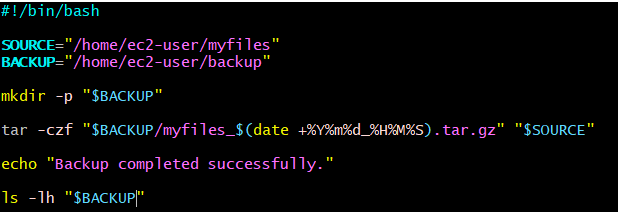 #!/bin/bash
SOURCE="/home/ec2-user/myfiles"
BACKUP="/home/ec2-user/backup"
mkdir -p "$BACKUP"
tar -czf "$BACKUP/myfiles_$(date +%Y%m%d_%H%M%S).tar.gz" "$SOURCE"
echo "Backup completed successfully."
ls -lh "$BACKUP"